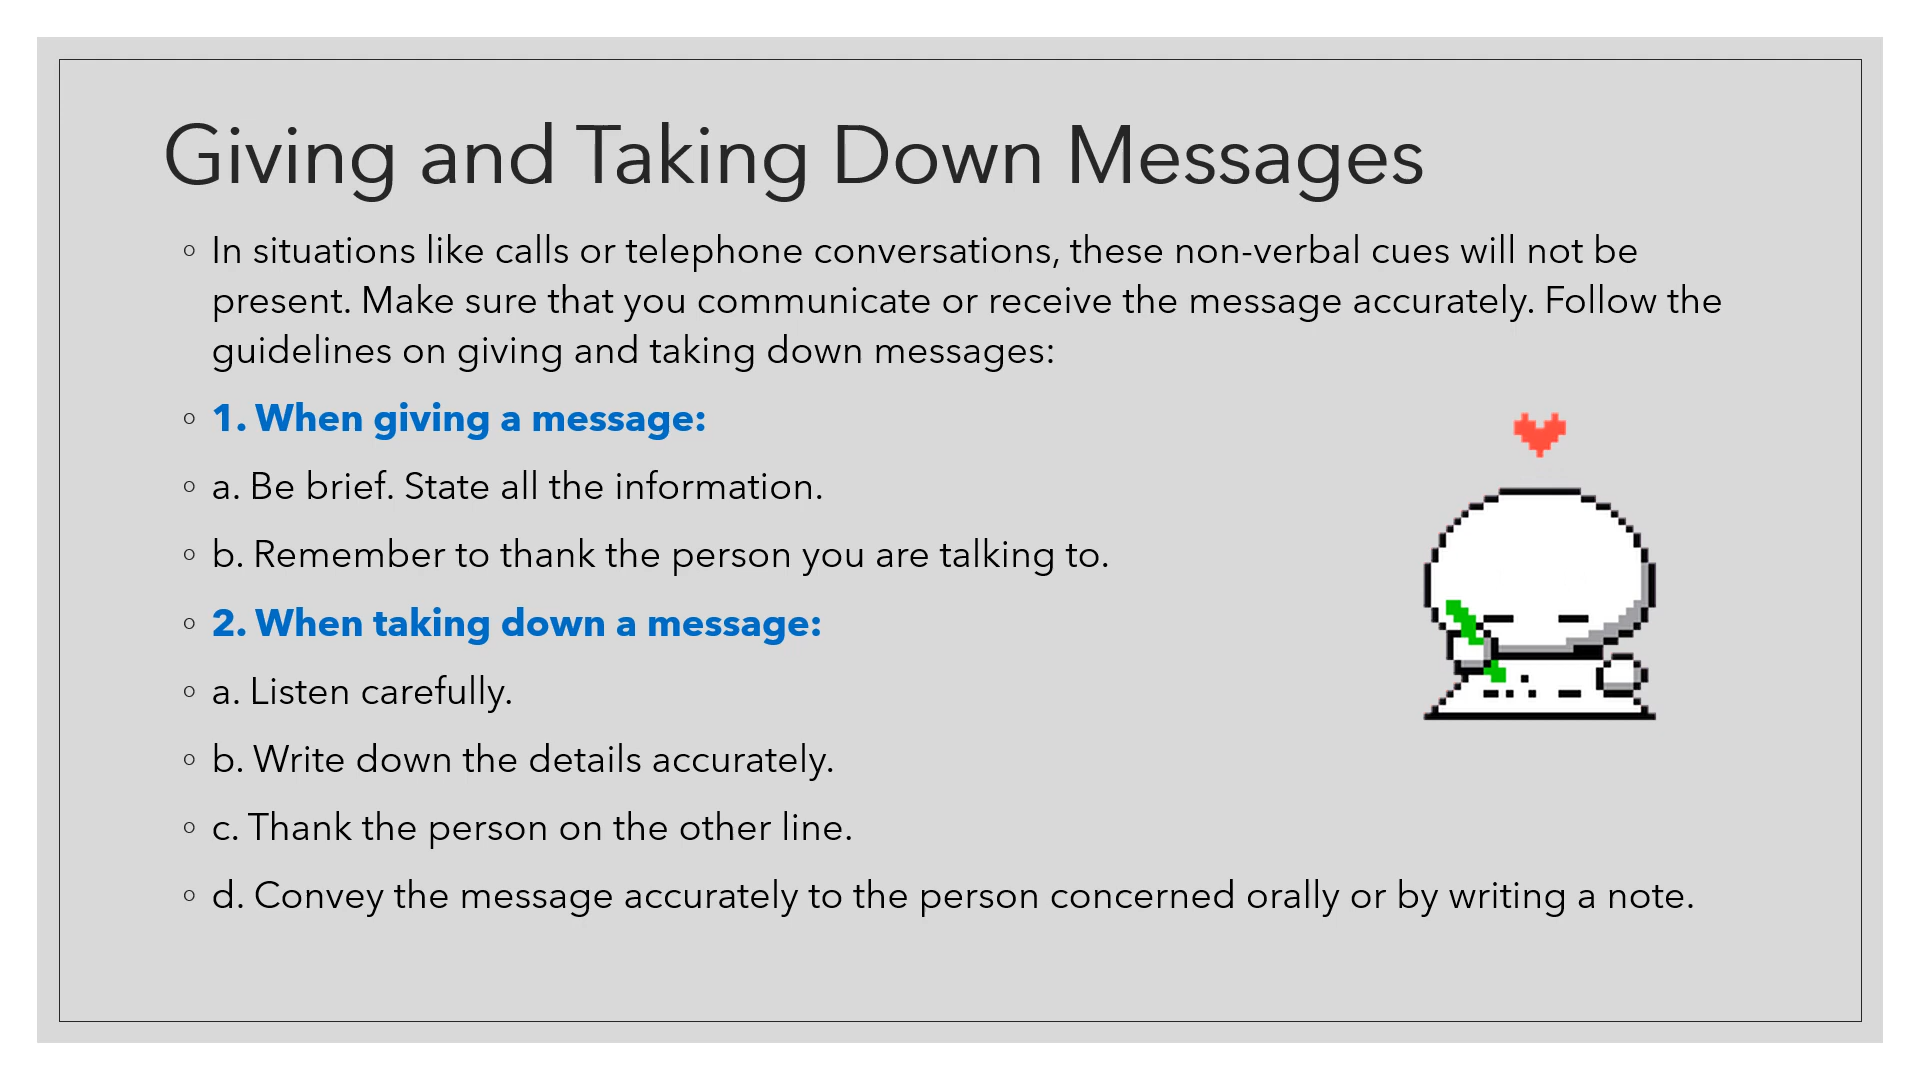 Giving and Taking Down Messages
◦ In situations like calls or telephone conversations, these non-verbal cues will not be
present. Make sure that you communicate or receive the message accurately. Follow the
guidelines on giving and taking down messages:
◦ 1. When giving a message:
◦ a. Be brief. State all the information.
◦ b. Remember to thank the person you are talking to.
◦ 2. When taking down a message:
◦ a. Listen carefully.
◦ b. Write down the details accurately.
◦ c. Thank the person on the other line.
◦ d. Convey the message accurately to the person concerned orally or by writing a note.